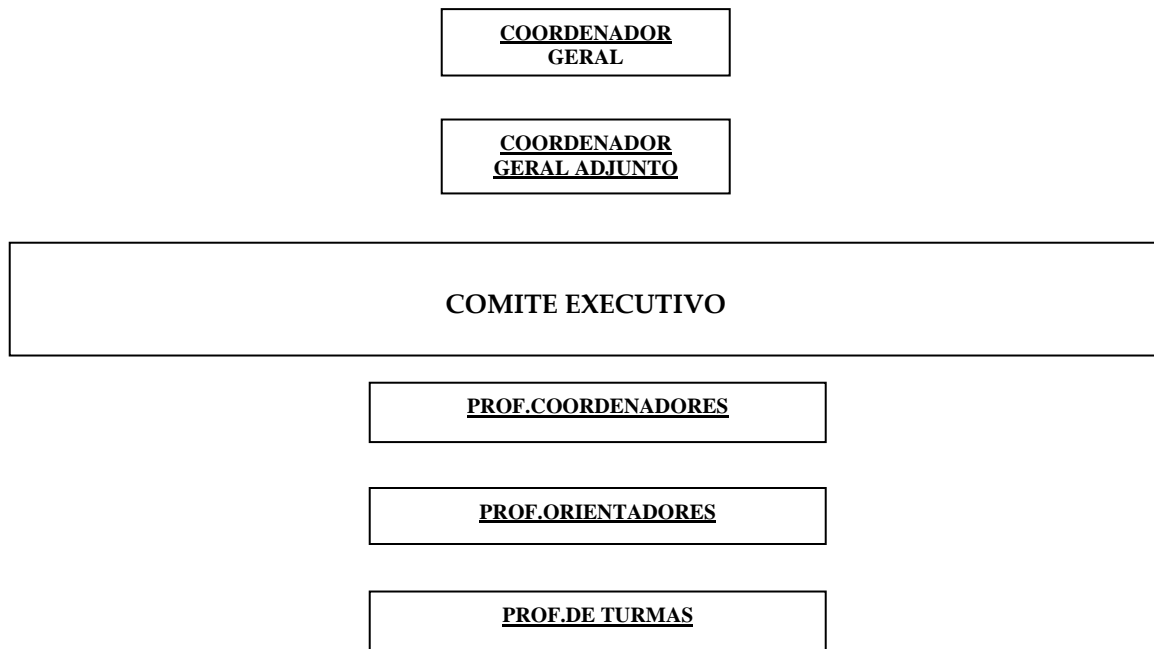 COORDENADOR
GERAL
COORDENADOR
GERAL ADJUNTO
COMITE EXECUTIVO
PROF.COORDENADORES
PROF.ORIENTADORES
PROF.DE TURMAS